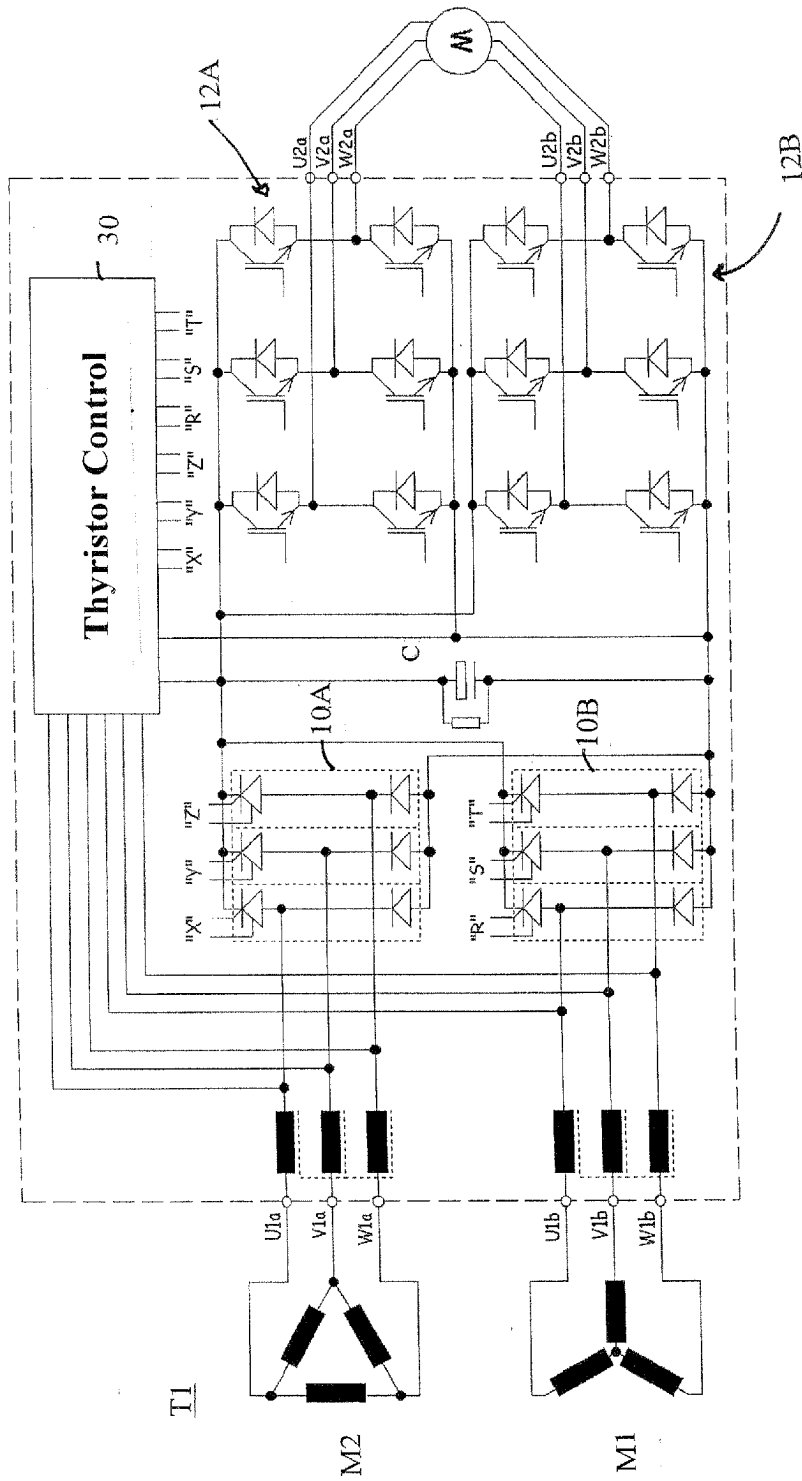 T1
M2
M1
U1a
V1a
W1a
U1b
V1b
W1b
"X"
"Y"
"Z"
10A
"R"
"S"
"T"
10B
C
Thyristor Control
30
"X"
"Y"
"Z"
"R"
"S"
"T"
12A
U2a
V2a
W2a
U2b
V2b
W2b
12B
M